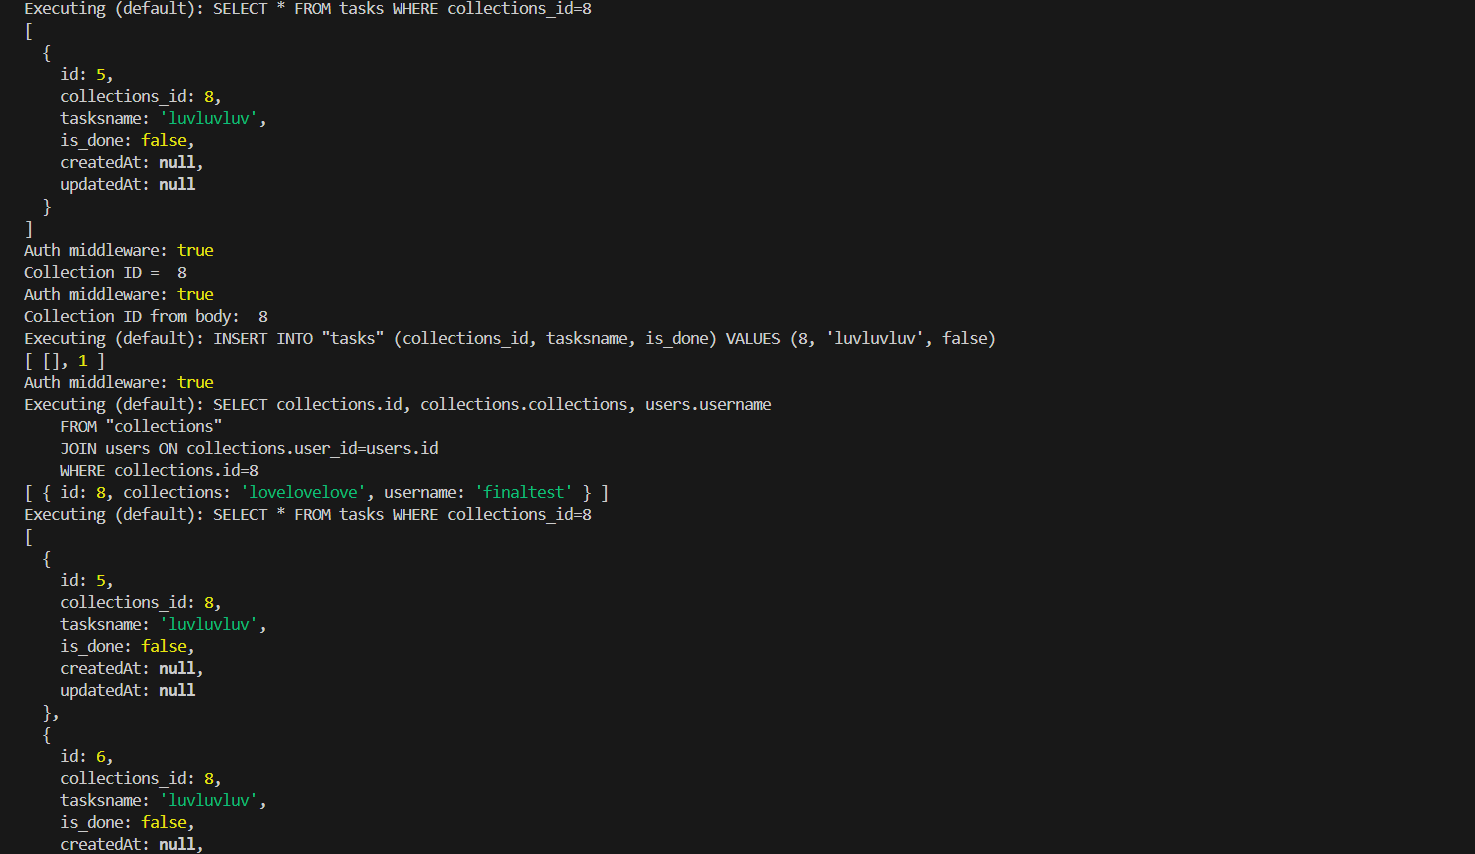 Executing (default): SELECT * FROM tasks WHERE collections_id=8
[
  {
    id: 5,
    collections_id: 8,
    tasksname: 'luvluvluv',
    is_done: false,
    createdAt: null,
    updatedAt: null
  }
]
Auth middleware: true
Collection ID =  8
Auth middleware: true
Collection ID from body:  8
Executing (default): INSERT INTO "tasks" (collections_id, tasksname, is_done) VALUES (8, 'luvluvluv', false)
[ [], 1 ]
Auth middleware: true
Executing (default): SELECT collections.id, collections.collections, users.username
    FROM "collections"
    JOIN users ON collections.user_id=users.id
    WHERE collections.id=8
[ { id: 8, collections: 'lovelovelove', username: 'finaltest' } ]
Executing (default): SELECT * FROM tasks WHERE collections_id=8
[
  {
    id: 5,
    collections_id: 8,
    tasksname: 'luvluvluv',
    is_done: false,
    createdAt: null,
    updatedAt: null
  },
  {
    id: 6,
    collections_id: 8,
    tasksname: 'luvluvluv',
    is_done: false,
    createdAt: null,